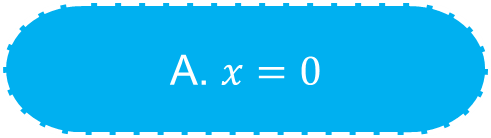 A. x = 0